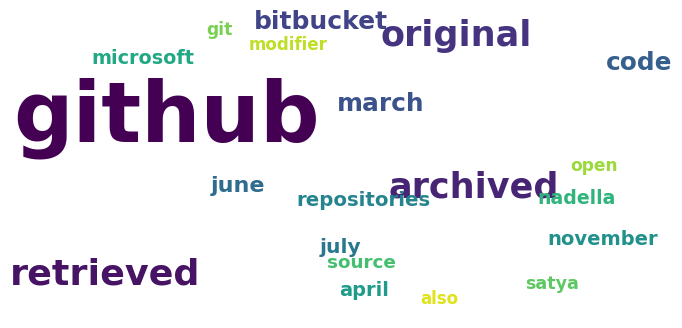 git
bitbucket
original
modifier
microsoft
code
github
march
open
june
repositories
archived
nadella
july
november
source
retrieved
april
also
satya